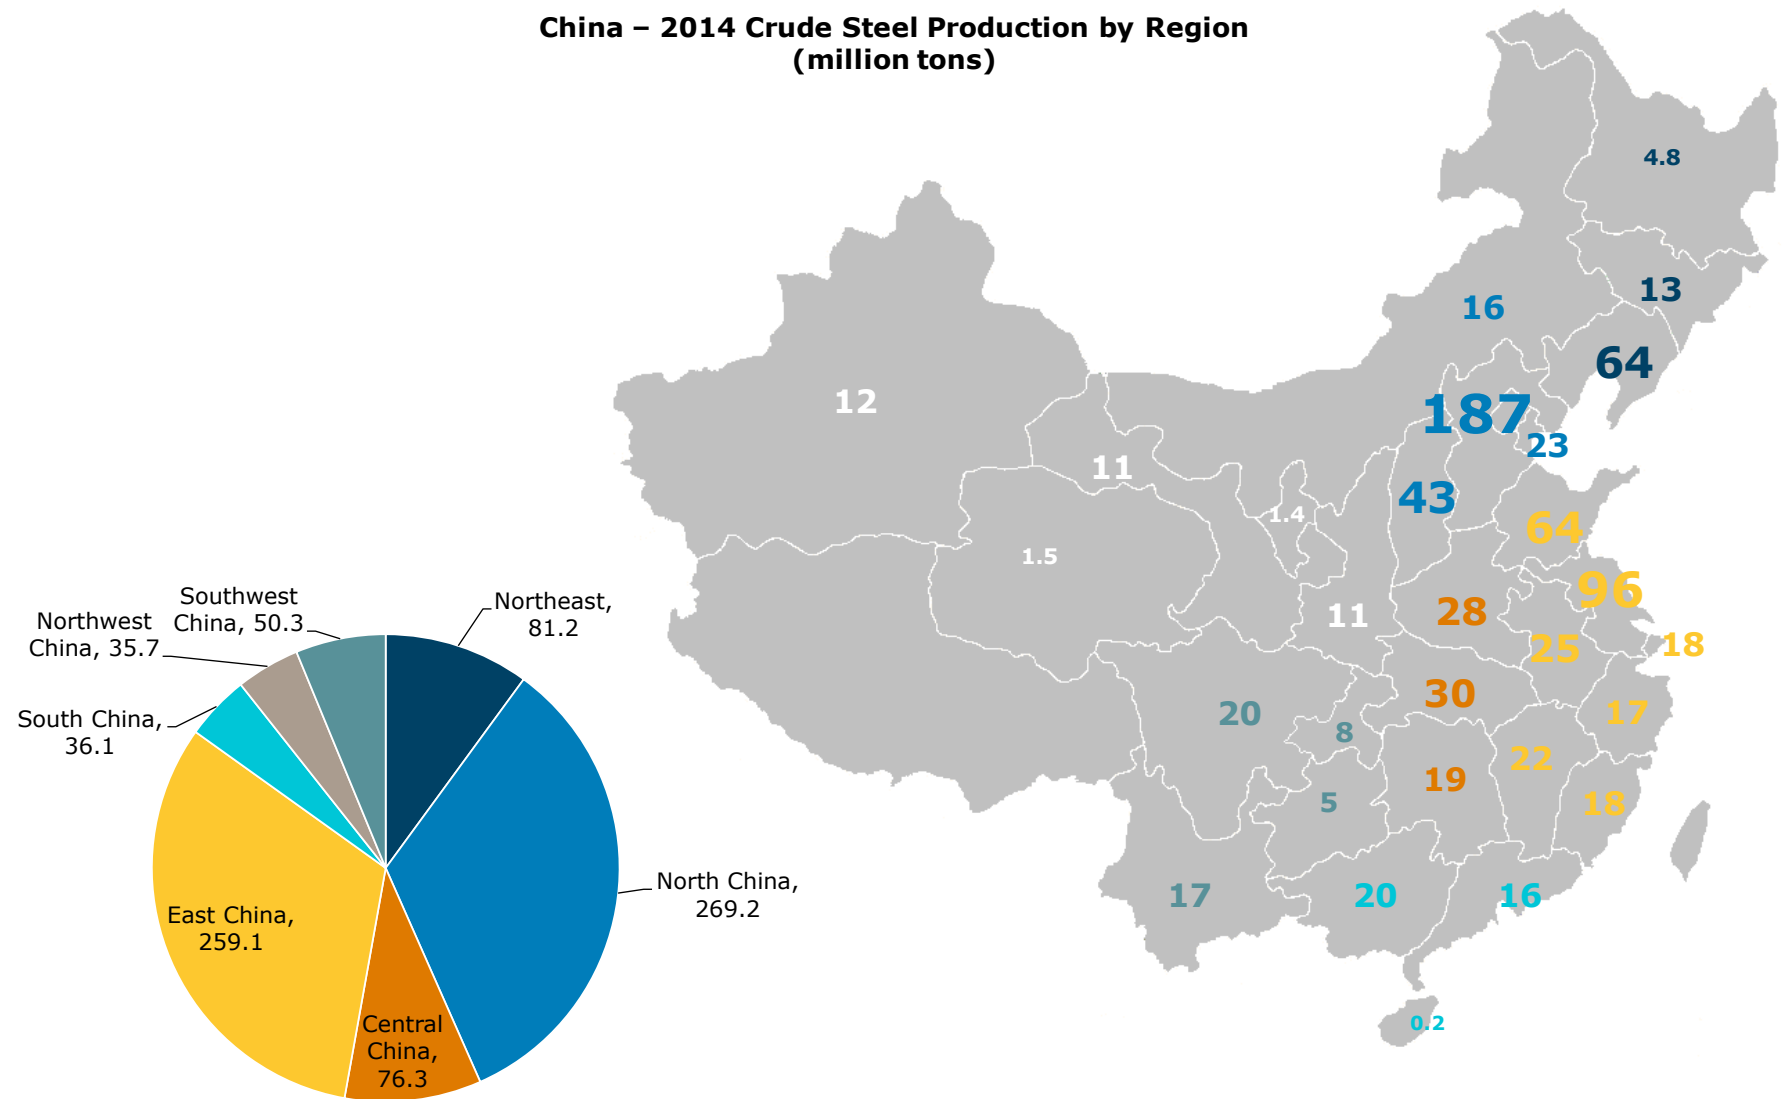 China – 2014 Crude Steel Production by Region
(million tons)
4.8
13
16
64
12
187
23
11
43
1.4
64
1.5
96
28
11
25
18
30
20
17
8
22
19
5
18
17
20
16
0.2
Southwest
China, 50.3
Northwest
China, 35.7
Northeast,
81.2
South China,
36.1
North China,
269.2
East China,
259.1
Central
China,
76.3